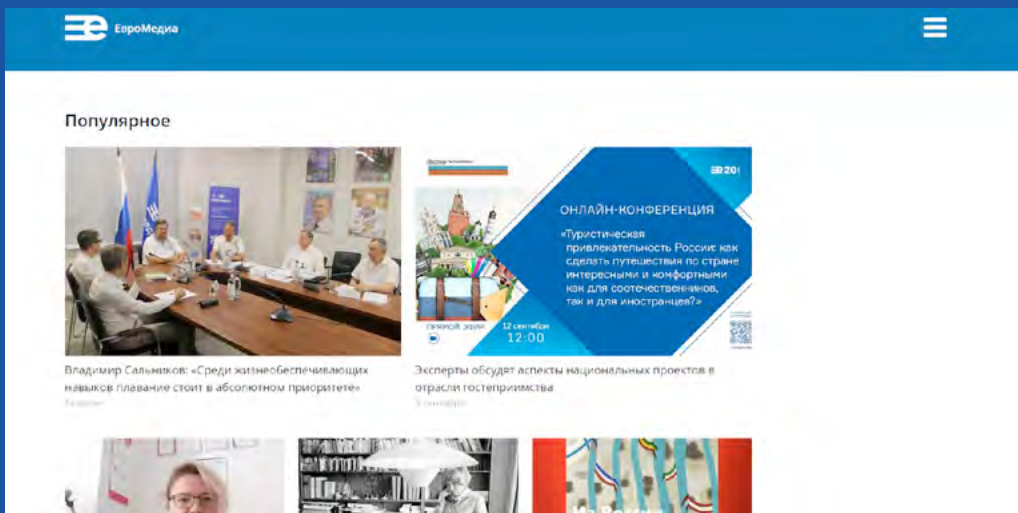 ЕвроМедиа
Популярное
ОНЛАЙН-КОНФЕРЕНЦИЯ
«Туристическая
привлекательность России: как
сделать путешествия по стране
интересными и комфортными
как для соотечественников,
так и для иностранцев?»
ПРЯМОЙ ЭФИР
12 сентября
12:00
Владимир Сальников: «Среди жизнеобеспечивающих
навыков плавание стоит в абсолютном приоритете»
Эксперты обсудят аспекты национальных проектов в
отрасли гостеприимства